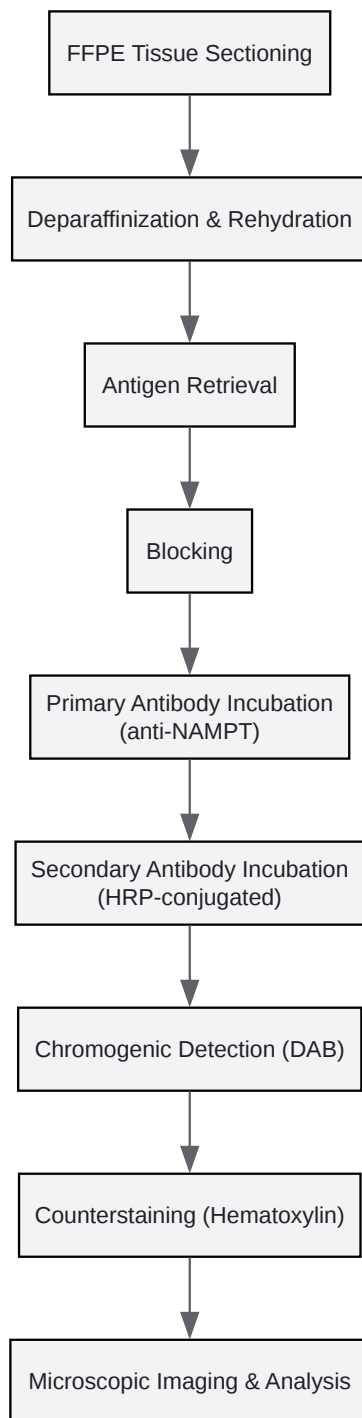 FFPE Tissue Sectioning
Deparaffinization & Rehydration
Antigen Retrieval
Blocking
Primary Antibody Incubation
(anti-NAMPT)
Secondary Antibody Incubation
(HRP-conjugated)
Chromogenic Detection (DAB)
Counterstaining (Hematoxylin)
Microscopic Imaging & Analysis